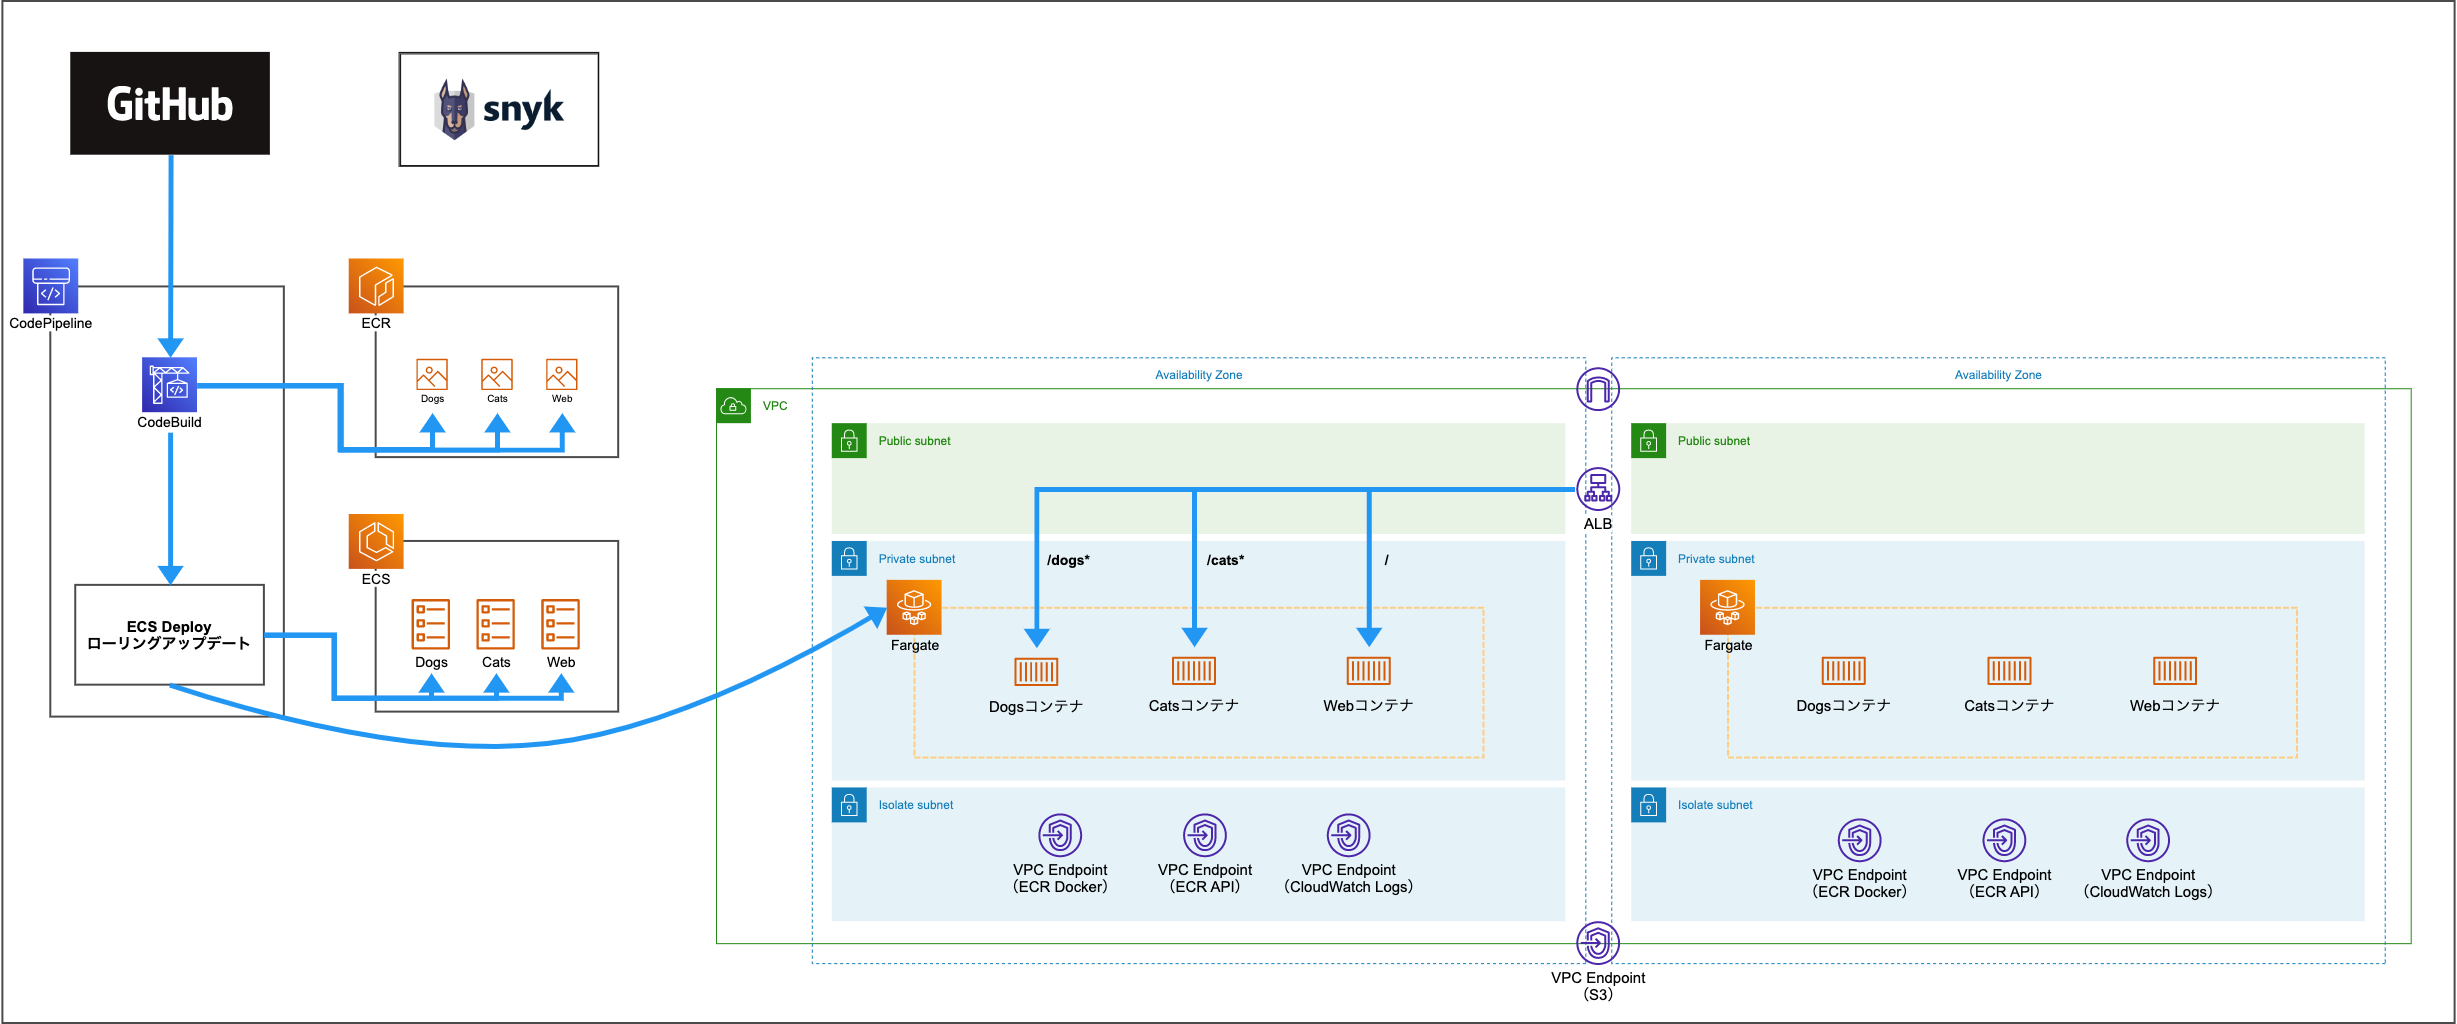 GitHub
snyk
CodePipeline
CodeBuild
ECS Deploy
ローリングアップデート
ECR
Dogs
Cats
Web
ECS
Dogs
Cats
Web
VPC
Availability Zone
Public subnet
Private subnet
/dogs*
/cats*
/
Fargate
Dogsコンテナ
Catsコンテナ
Webコンテナ
Isolate subnet
VPC Endpoint
（ECR Docker）
VPC Endpoint
（ECR API）
VPC Endpoint
（CloudWatch Logs）
ALB
VPC Endpoint
（S3）
Availability Zone
Public subnet
Private subnet
Fargate
Dogsコンテナ
Catsコンテナ
Webコンテナ
Isolate subnet
VPC Endpoint
（ECR Docker）
VPC Endpoint
（ECR API）
VPC Endpoint
（CloudWatch Logs）